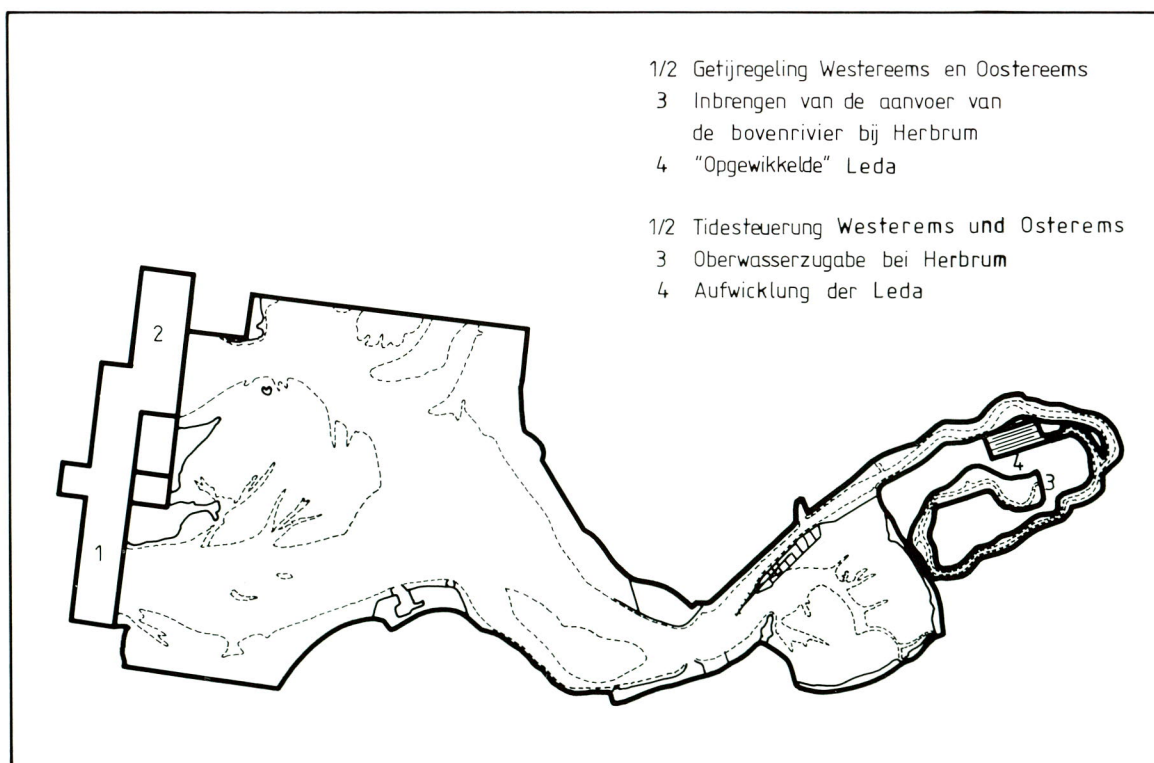 1/2 Getijregeling Westereems en Oostereems
3 Inbrengen van de aanvoer van
de bovenrivier bij Herbrum
4 "Opgewikkelde" Leda
1/2 Tidesteuerung Westerems und Osterems
3 Oberwasserzugabe bei Herbrum
4 Aufwicklung der Leda
2
4
3
1